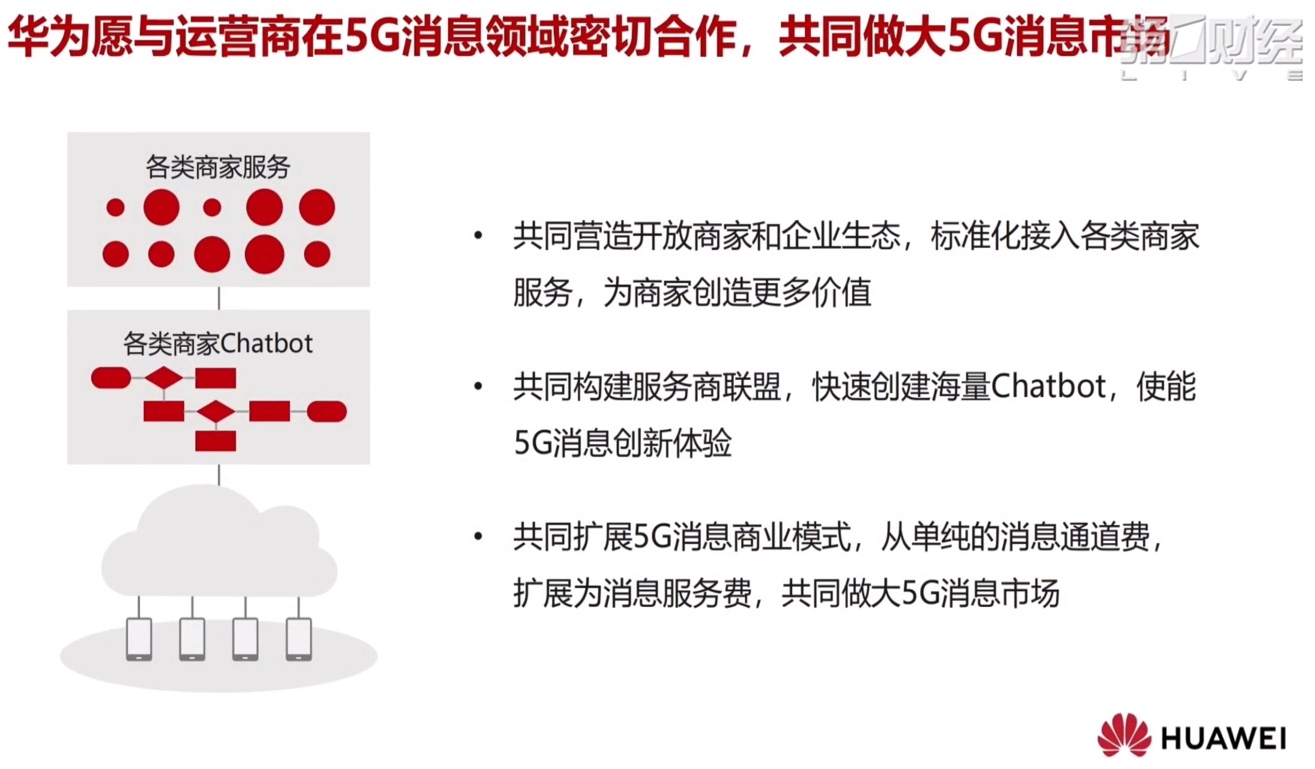 华为愿与运营商在5G消息领域密切合作，共同做大5G消息市场
第一财经
LIVE
各类商家服务
各类商家Chatbot
• 共同营造开放商家和企业生态，标准化接入各类商家
服务，为商家创造更多价值
• 共同构建服务商联盟，快速创建海量Chatbot，使能
5G消息创新体验
• 共同扩展5G消息商业模式，从单纯的消息通道费，
扩展为消息服务费，共同做大5G消息市场
HUAWEI